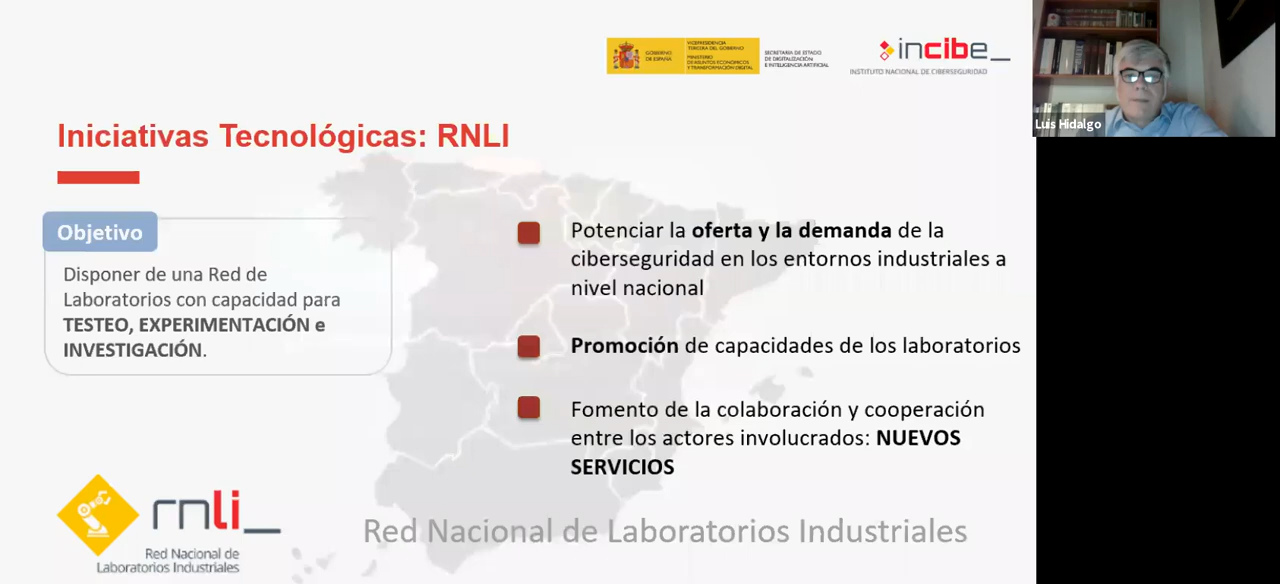 GOBIERNO
DE ESPAÑA
VICEPRESIDENCIA
TERCERA DEL GOBIERNO
MINISTERIO
DE ASUNTOS ECONÓMICOS
Y TRANSFORMACIÓN DIGITAL
SECRETARÍA DE ESTADO
DE DIGITALIZACIÓN
E INTELIGENCIA ARTIFICIAL
incibe_
INSTITUTO NACIONAL DE CIBERSEGURIDAD
Luis Hidalgo
Iniciativas Tecnológicas: RNLI
Objetivo
Disponer de una Red de
Laboratorios con capacidad para
TESTEO, EXPERIMENTACIÓN e
INVESTIGACIÓN.
Potenciar la oferta y la demanda de la
ciberseguridad en los entornos industriales a
nivel nacional
Promoción de capacidades de los laboratorios
Fomento de la colaboración y cooperación
entre los actores involucrados: NUEVOS
SERVICIOS
rnli_
Red Nacional de
Laboratorios Industriales
Red Nacional de Laboratorios Industriales